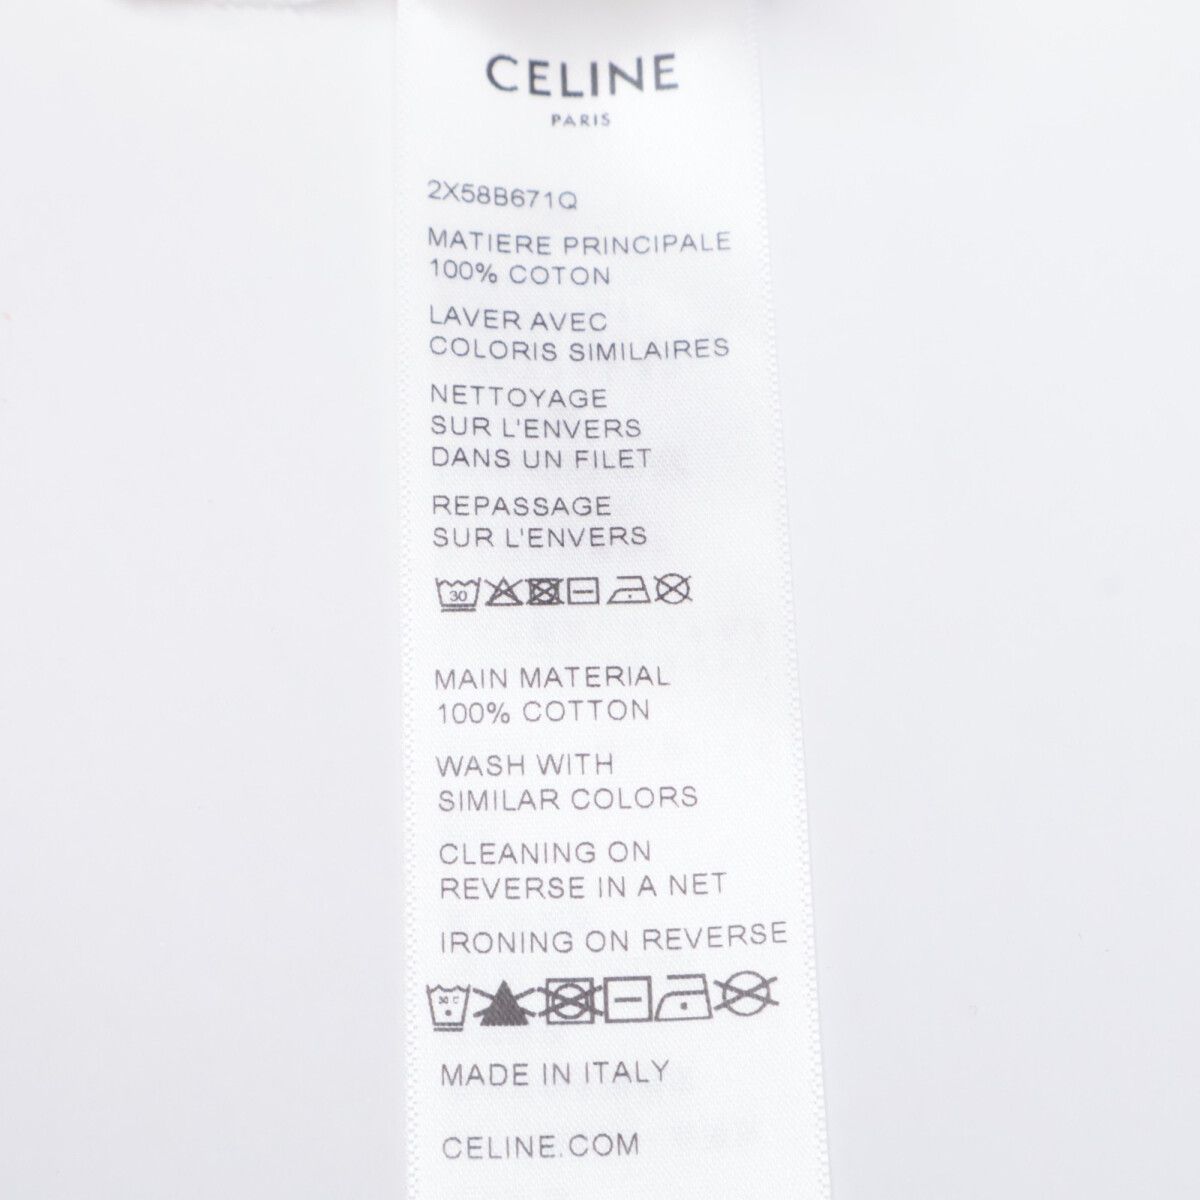 CELINE
PARIS
2X58B671Q
MATIERE PRINCIPALE
100% COTON
LAVER AVEC
COLORIS SIMILAIRES
NETTOYAGE
SUR L'ENVERS
DANS UN FILET
REPASSAGE
SUR L'ENVERS
30
MAIN MATERIAL
100% COTTON
WASH WITH
SIMILAR COLORS
CLEANING ON
REVERSE IN A NET
IRONING ON REVERSE
30 C
MADE IN ITALY
CELINE.COM